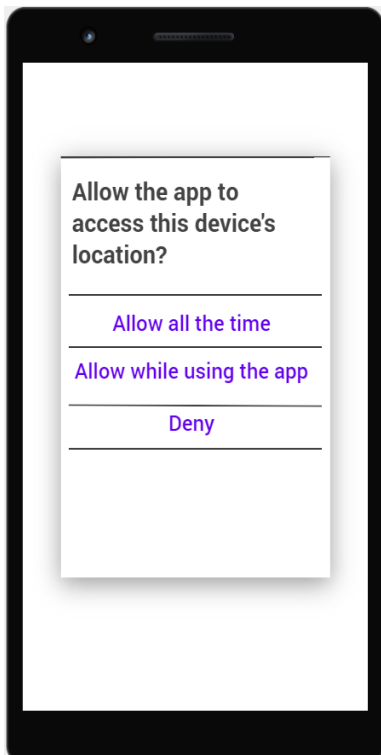 Allow the app to
access this device's
location?
Allow all the time
Allow while using the app
Deny